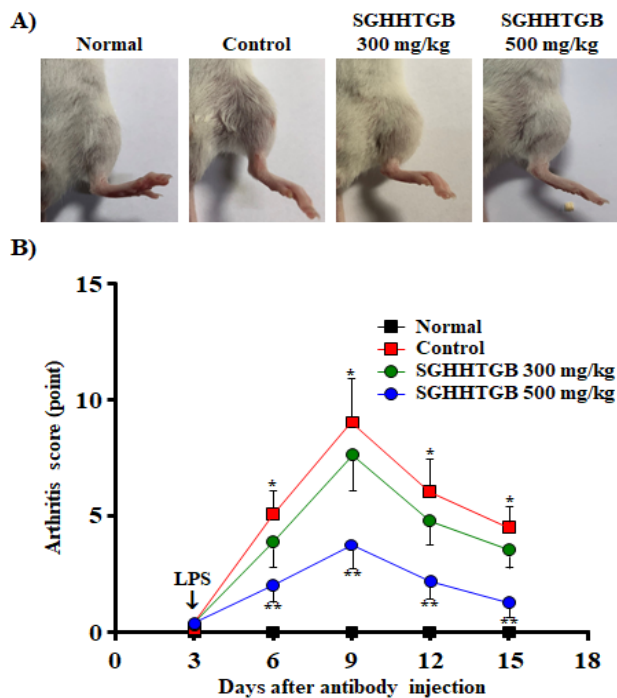 A)
Normal
Control
SGHHTGB
300 mg/kg
SGHHTGB
500 mg/kg
B)
Arthritis score (point)
15
10
5
0
Normal
Control
SGHHTGB 300 mg/kg
SGHHTGB 500 mg/kg
LPS
*
*
*
*
**
**
**
**
0
3
6
9
12
15
18
Days after antibody injection